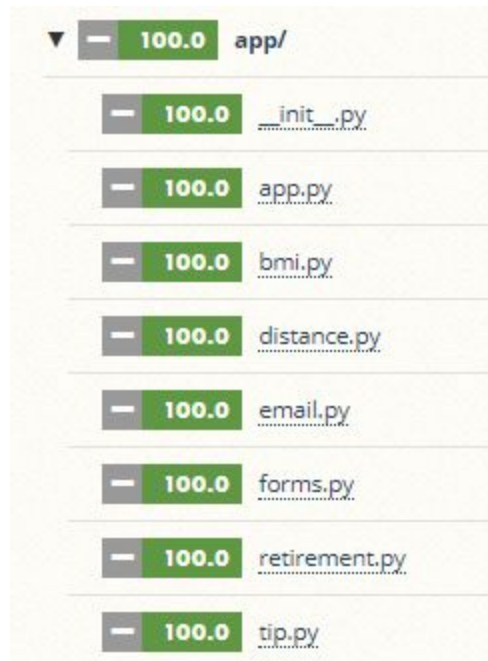 ▼ – 100.0 app/
– 100.0 __init__.py
– 100.0 app.py
– 100.0 bmi.py
– 100.0 distance.py
– 100.0 email.py
– 100.0 forms.py
– 100.0 retirement.py
– 100.0 tip.py